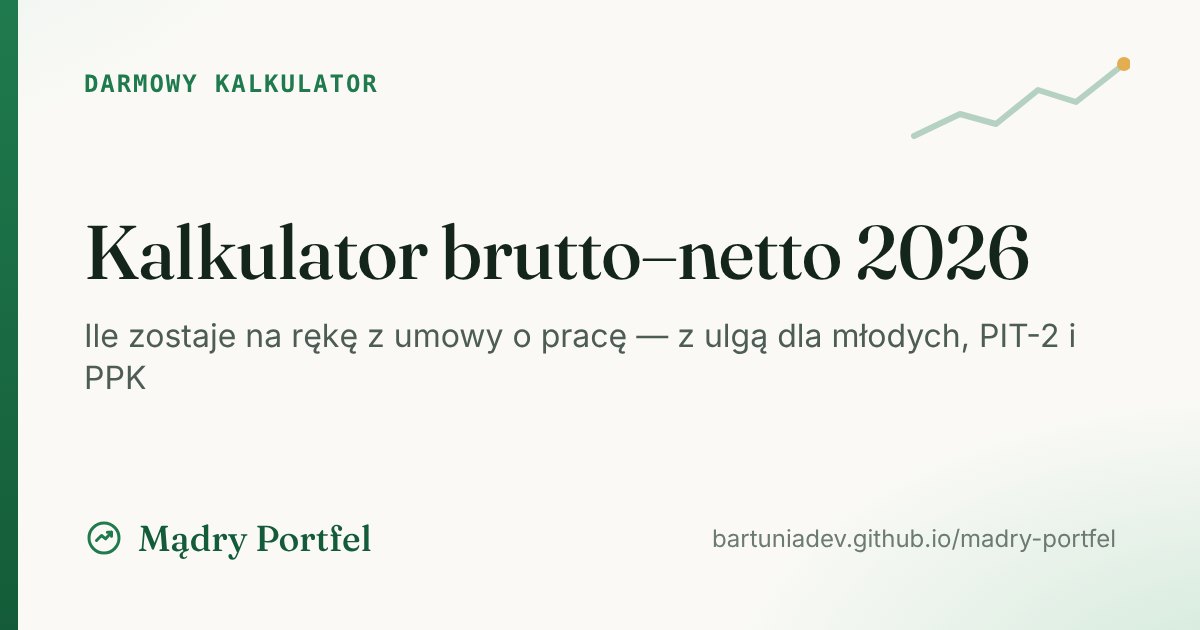 DARMOWY KALKULATOR
Kalkulator brutto–netto 2026
Ile zostaje na rękę z umowy o pracę — z ulgą dla młodych, PIT-2 i
PPK
Mądry Portfel
bartuniadev.github.io/madry-portfel